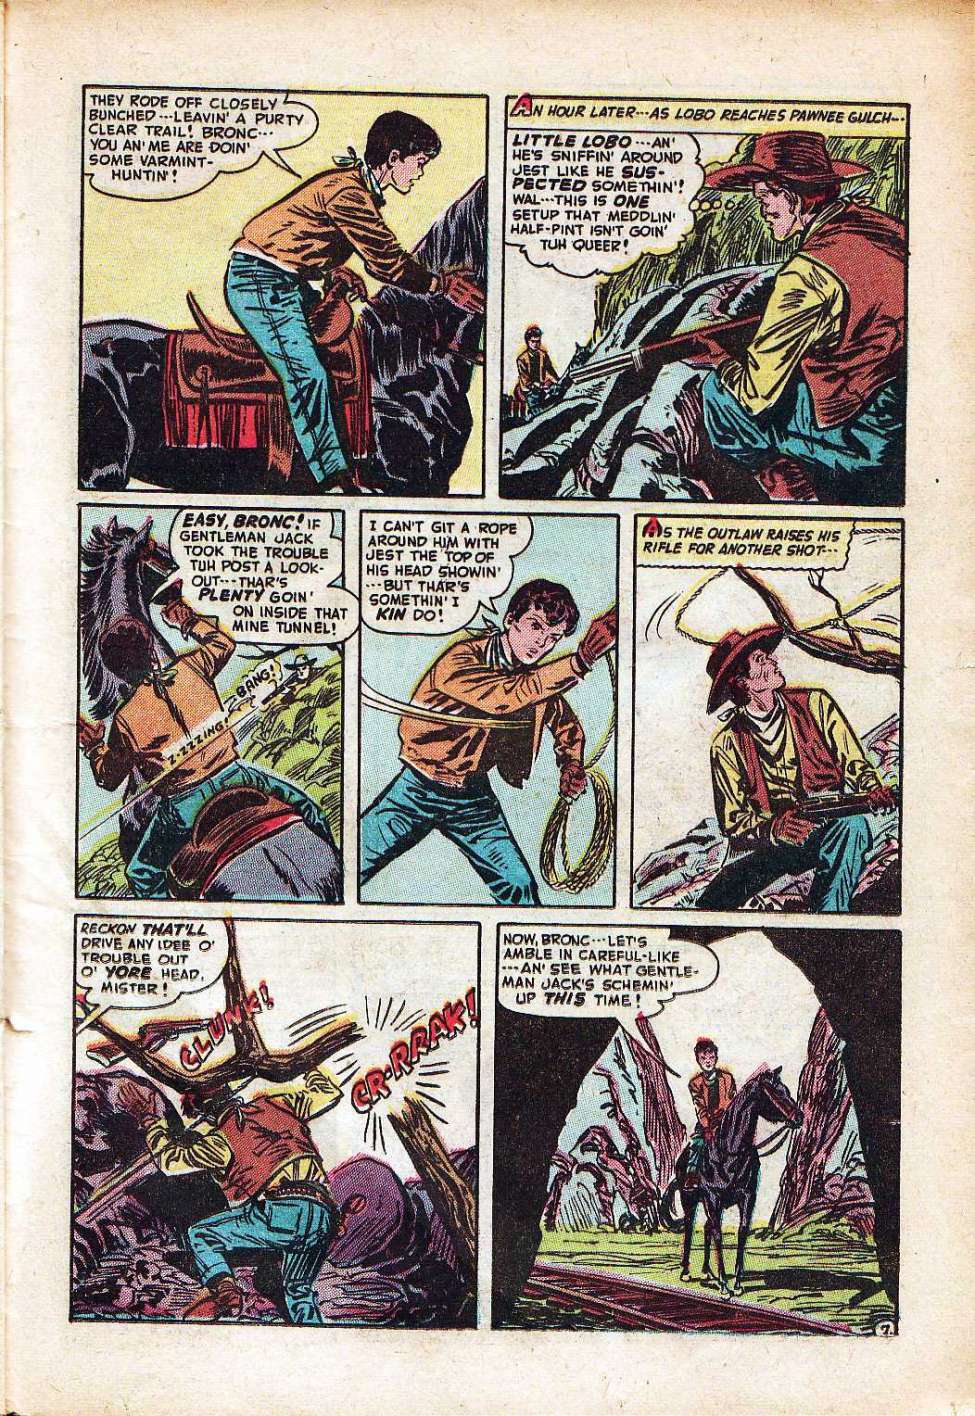 THEY RODE OFF CLOSELY
BUNCHED---LEAVIN' A PURTY
CLEAR TRAIL! BRONC---
YOU AN' ME ARE DOIN'
SOME VARMINT-
HUNTIN'!
AN HOUR LATER---AS LOBO REACHES PAWNEE GULCH--
LITTLE LOBO---AN'
HE'S SNIFFIN' AROUND
JEST LIKE HE SUS-
PECTED SOMETHIN'!
WAL---THIS IS ONE
SETUP THAT MEDDLIN'
HALF-PINT ISN'T GOIN'
TUH QUEER!
EASY, BRONC! IF
GENTLEMAN JACK
TOOK THE TROUBLE
TUH POST A LOOK-
OUT---THAR'S
PLENTY GOIN'
ON INSIDE THAT
MINE TUNNEL!
BANG!
Z-ZZZING!
I CAN'T GIT A ROPE
AROUND HIM WITH
JEST THE TOP OF
HIS HEAD SHOWIN'
---BUT THAR'S
SOMETHIN' I
KIN DO!
AS THE OUTLAW RAISES HIS
RIFLE FOR ANOTHER SHOT---
RECKON THAT'LL
DRIVE ANY IDEE O'
TROUBLE OUT
O' YORE HEAD,
MISTER!
CLUNK!
CR-RRRAK!
NOW, BRONC---LET'S
AMBLE IN CAREFUL-LIKE
---AN' SEE WHAT GENTLE-
MAN JACK'S SCHEMIN'
UP THIS TIME!
7.